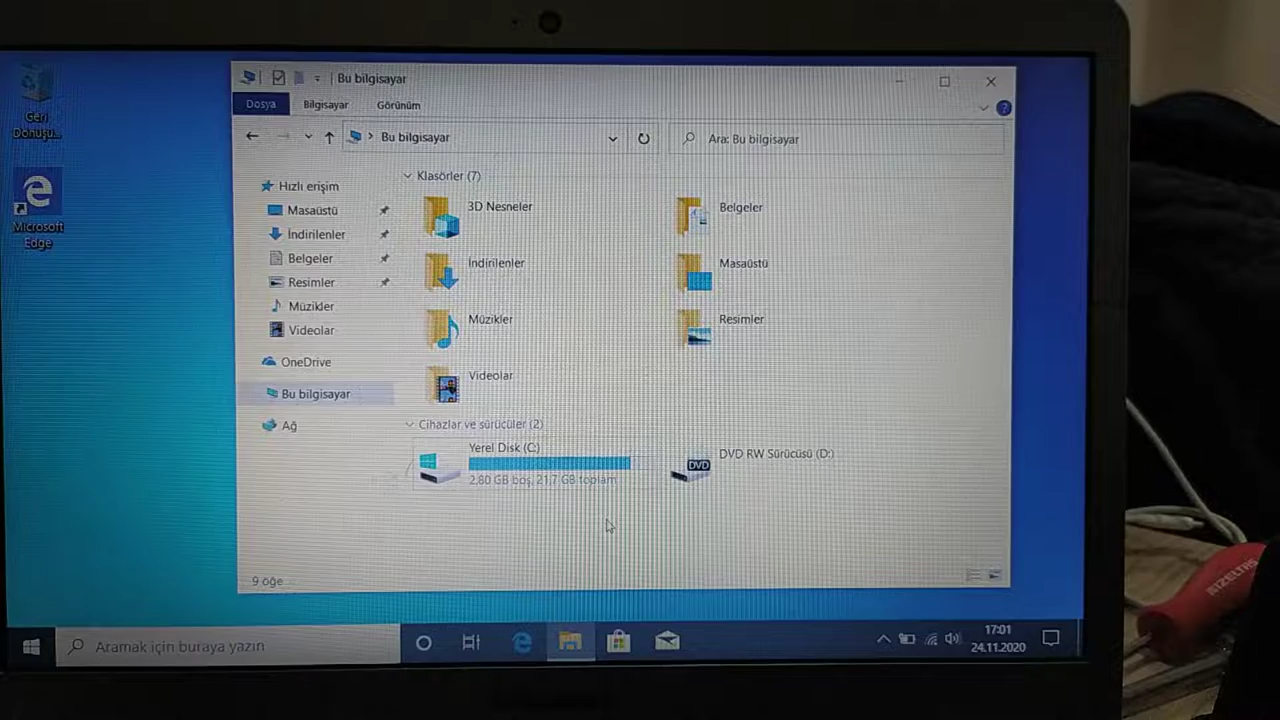 Bu bilgisayar
Dosya
Bilgisayar
Görünüm
Bu bilgisayar
Ara: Bu bilgisayar
Geri
Dönüşü...
Microsoft
Edge
Hızlı erişim
Masaüstü
İndirilenler
Belgeler
Resimler
Müzikler
Videolar
OneDrive
Bu bilgisayar
Ağ
Klasörler (7)
3D Nesneler
Belgeler
İndirilenler
Masaüstü
Müzikler
Resimler
Videolar
Cihazlar ve sürücüler (2)
Yerel Disk (C:)
2,80 GB boş, 21,7 GB toplam
DVD
DVD RW Sürücüsü (D:)
9 öğe
Aramak için buraya yazın
17:01
24.11.2020
İZELTAŞ